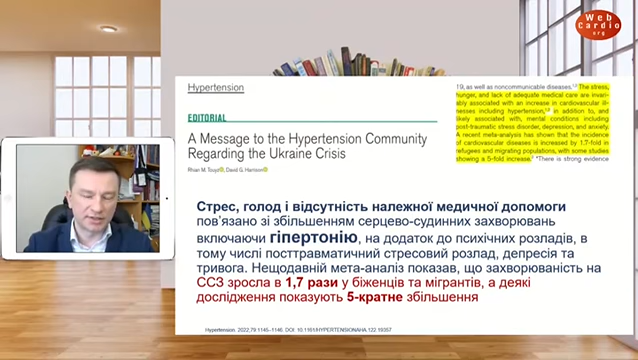 Web
Cardio
org
Hypertension
EDITORIAL
A Message to the Hypertension Community
Regarding the Ukraine Crisis
David G. Harrison
19, as well as noncommunicable diseases. The stress,
hunger, and lack of adequate medical care are invari-
ably associated with an increase in cardiovascular ill-
nesses including hypertension, in addition to, and
likely associated with, mental conditions including
post-traumatic stress disorder, depression, and anxiety.
A recent meta-analysis has shown that the incidence
of cardiovascular diseases is increased by 1.7-fold in
refugees and migrating populations, with some studies
showing a 5-fold increase. There is strong evidence
Стрес, голод і відсутність належної медичної допомоги
пов'язано зі збільшенням серцево-судинних захворювань
включаючи гіпертонію, на додаток до психічних розладів, в
тому числі посттравматичний стресовий розлад, депресія та
тривога. Нещодавній мета-аналіз показав, що захворюваність на
ССЗ зросла в 1,7 рази у біженців та мігрантів, а деякі
дослідження показують 5-кратне збільшення
Hypertension. 2022;79:1145–1146. DOI: 10.1161/HYPERTENSIONAHA.122.19357